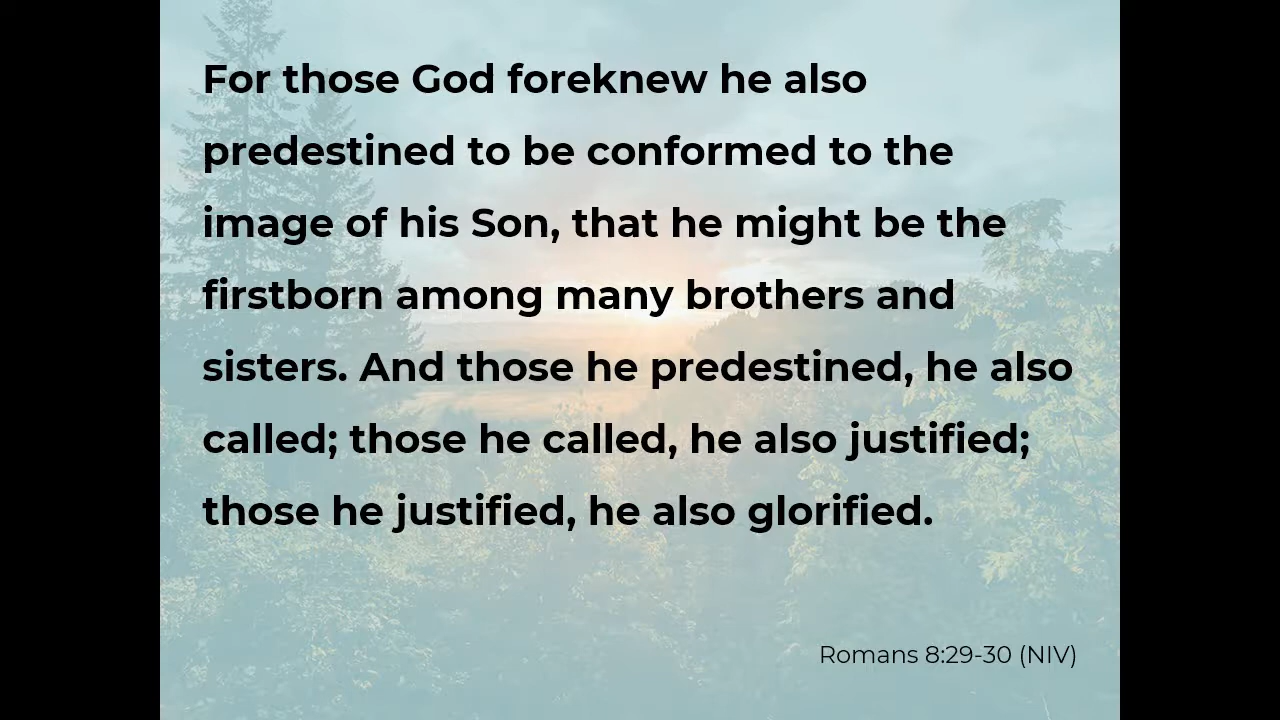 For those God foreknew he also
predestined to be conformed to the
image of his Son, that he might be the
firstborn among many brothers and
sisters. And those he predestined, he also
called; those he called, he also justified;
those he justified, he also glorified.
Romans 8:29-30 (NIV)